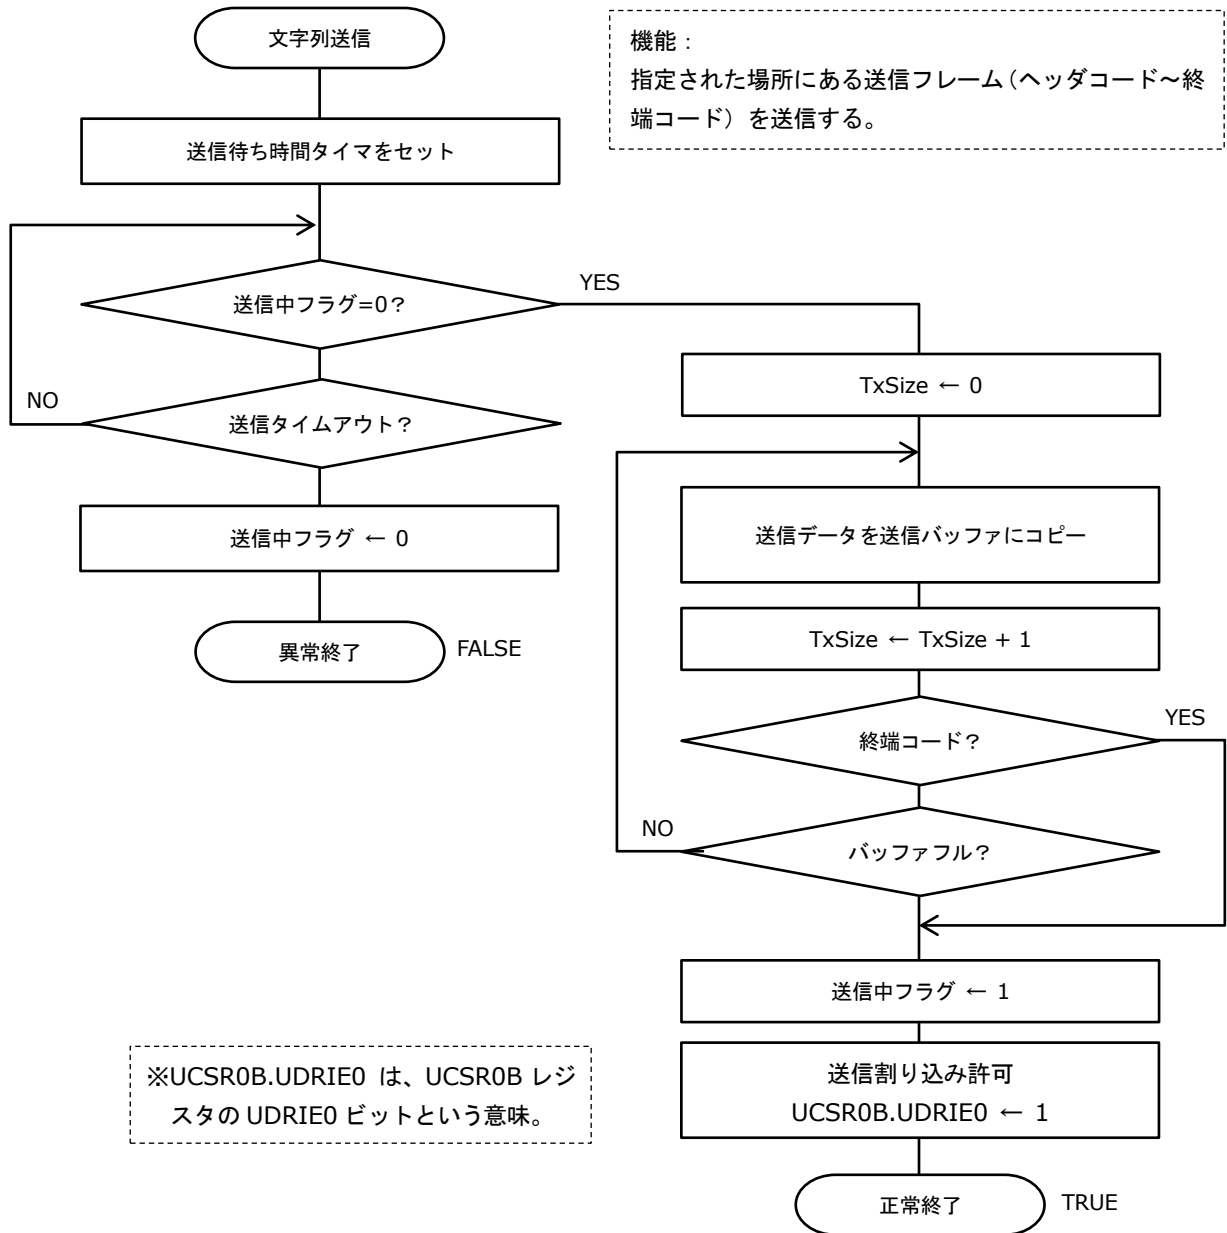 文字列送信
機能：
指定された場所にある送信フレーム（ヘッダコード～終
端コード）を送信する。
送信待ち時間タイマをセット
送信中フラグ=0？
YES
TxSize ← 0
NO
送信タイムアウト？
送信中フラグ ← 0
異常終了
FALSE
送信データを送信バッファにコピー
TxSize ← TxSize + 1
終端コード？
YES
NO
バッファフル？
送信中フラグ ← 1
送信割り込み許可
UCSR0B.UDRIE0 ← 1
正常終了
TRUE
※UCSR0B.UDRIE0 は、UCSR0B レジ
スタの UDRIE0 ビットという意味。